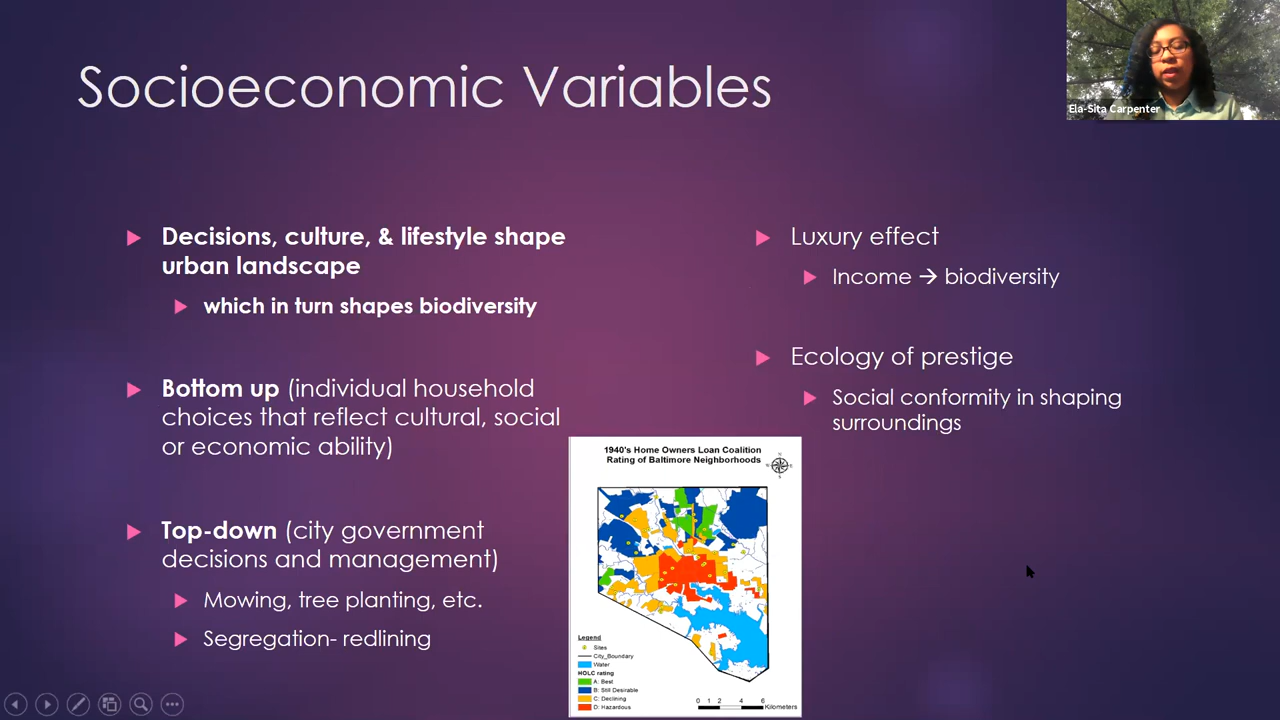 Socioeconomic Variables
Ela-Sita Carpenter
Decisions, culture, & lifestyle shape
urban landscape
which in turn shapes biodiversity
Bottom up (individual household
choices that reflect cultural, social
or economic ability)
Top-down (city government
decisions and management)
Mowing, tree planting, etc.
Segregation- redlining
Luxury effect
Income → biodiversity
Ecology of prestige
Social conformity in shaping
surroundings
1940's Home Owners Loan Coalition
Rating of Baltimore Neighborhoods
N
W
E
S
Legend
Sites
City_Boundary
Water
HOLC rating
A: Best
B: Still Desirable
C: Declining
D: Hazardous
0 1 2 4 6
Kilometers